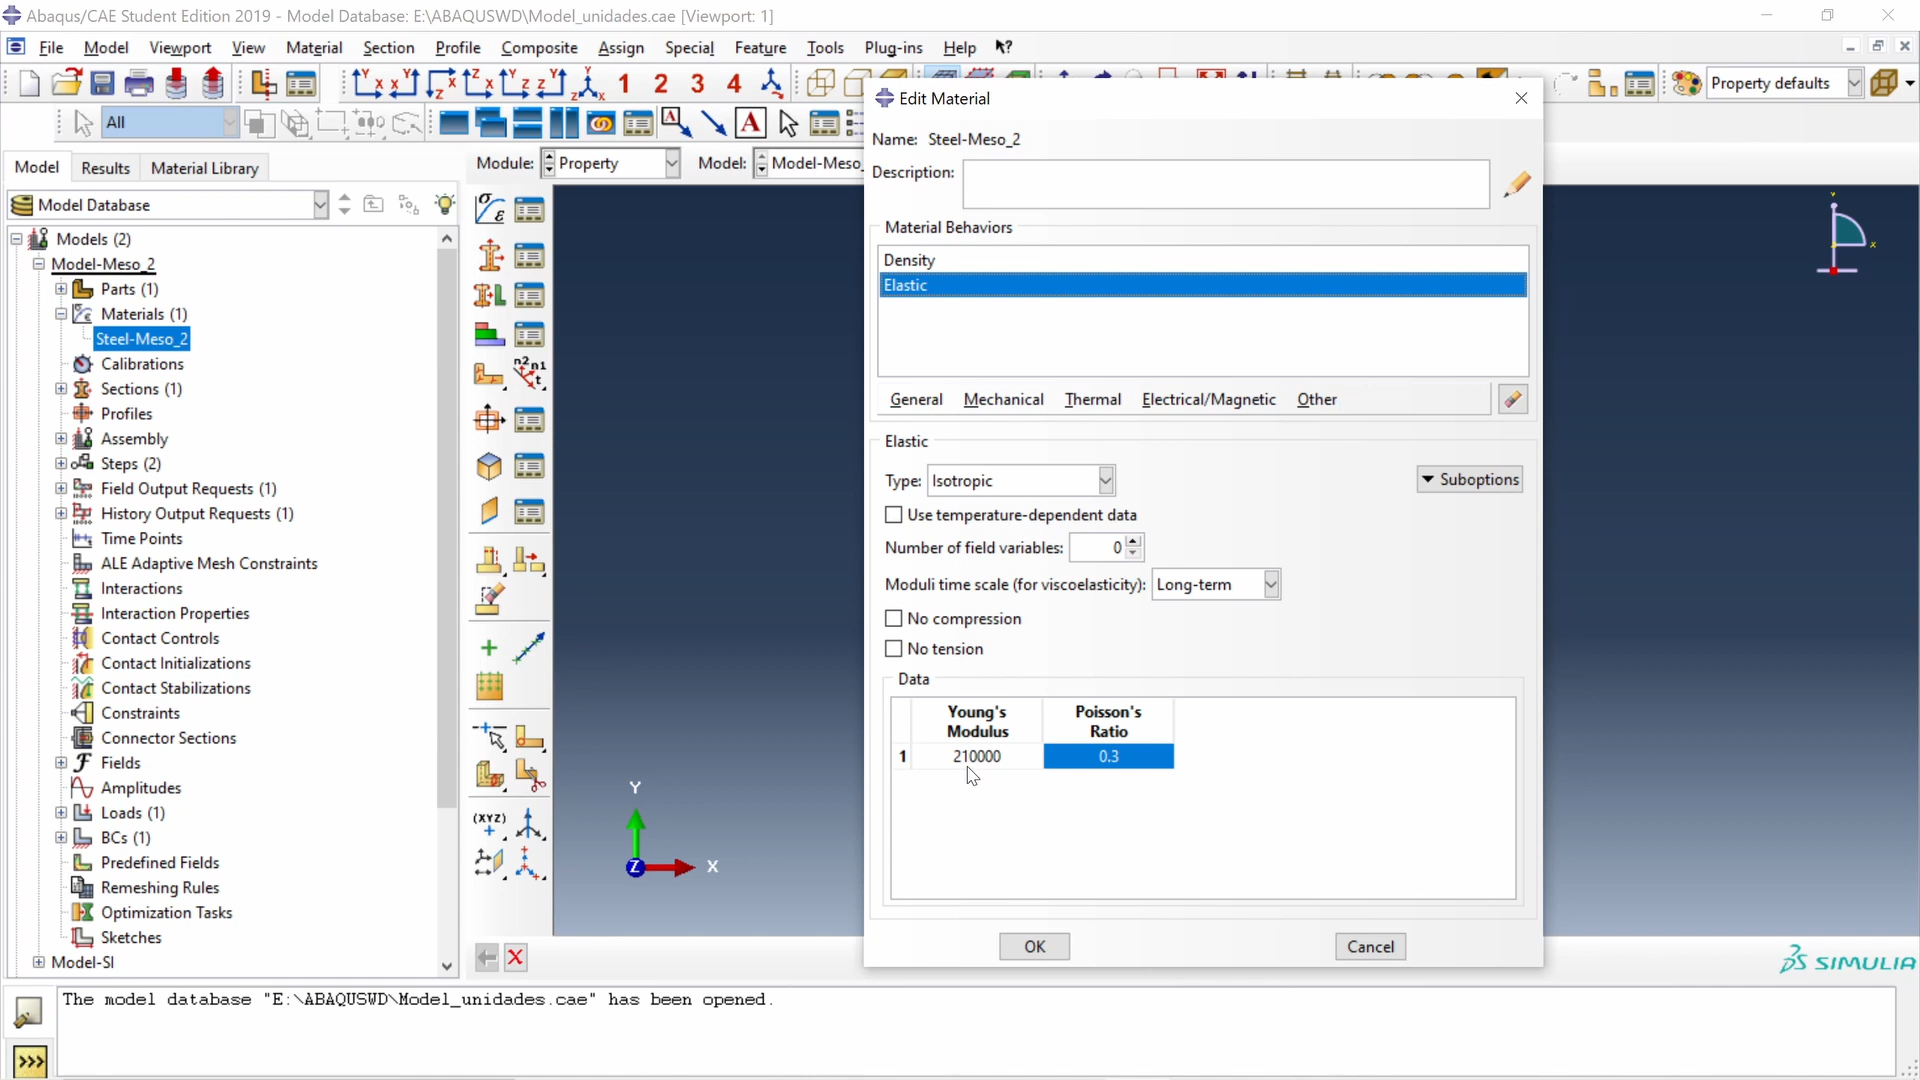 Abaqus/CAE Student Edition 2019 - Model Database: E:\ABAQUSWD\Model_unidades.cae [Viewport: 1]
File Model Viewport View Material Section Profile Composite Assign Special Feature Tools Plug-ins Help
1 2 3 4
Property defaults
All
Model Results Material Library
Module: Property Model: Model-Meso_
Model Database
Models (2)
Model-Meso_2
Parts (1)
Materials (1)
Steel-Meso_2
Calibrations
Sections (1)
Profiles
Assembly
Steps (2)
Field Output Requests (1)
History Output Requests (1)
Time Points
ALE Adaptive Mesh Constraints
Interactions
Interaction Properties
Contact Controls
Contact Initializations
Contact Stabilizations
Constraints
Connector Sections
Fields
Amplitudes
Loads (1)
BCs (1)
Predefined Fields
Remeshing Rules
Optimization Tasks
Sketches
Model-SI
(XYZ)
Y
Z
X
Edit Material
Name: Steel-Meso_2
Description:
Material Behaviors
Density
Elastic
General Mechanical Thermal Electrical/Magnetic Other
Elastic
Type: Isotropic
Suboptions
Use temperature-dependent data
Number of field variables: 0
Moduli time scale (for viscoelasticity): Long-term
No compression
No tension
Data
Young's Modulus
Poisson's Ratio
1 210000 0.3
OK Cancel
SIMULIA
The model database "E:\ABAQUSWD\Model_unidades.cae" has been opened.
>>>